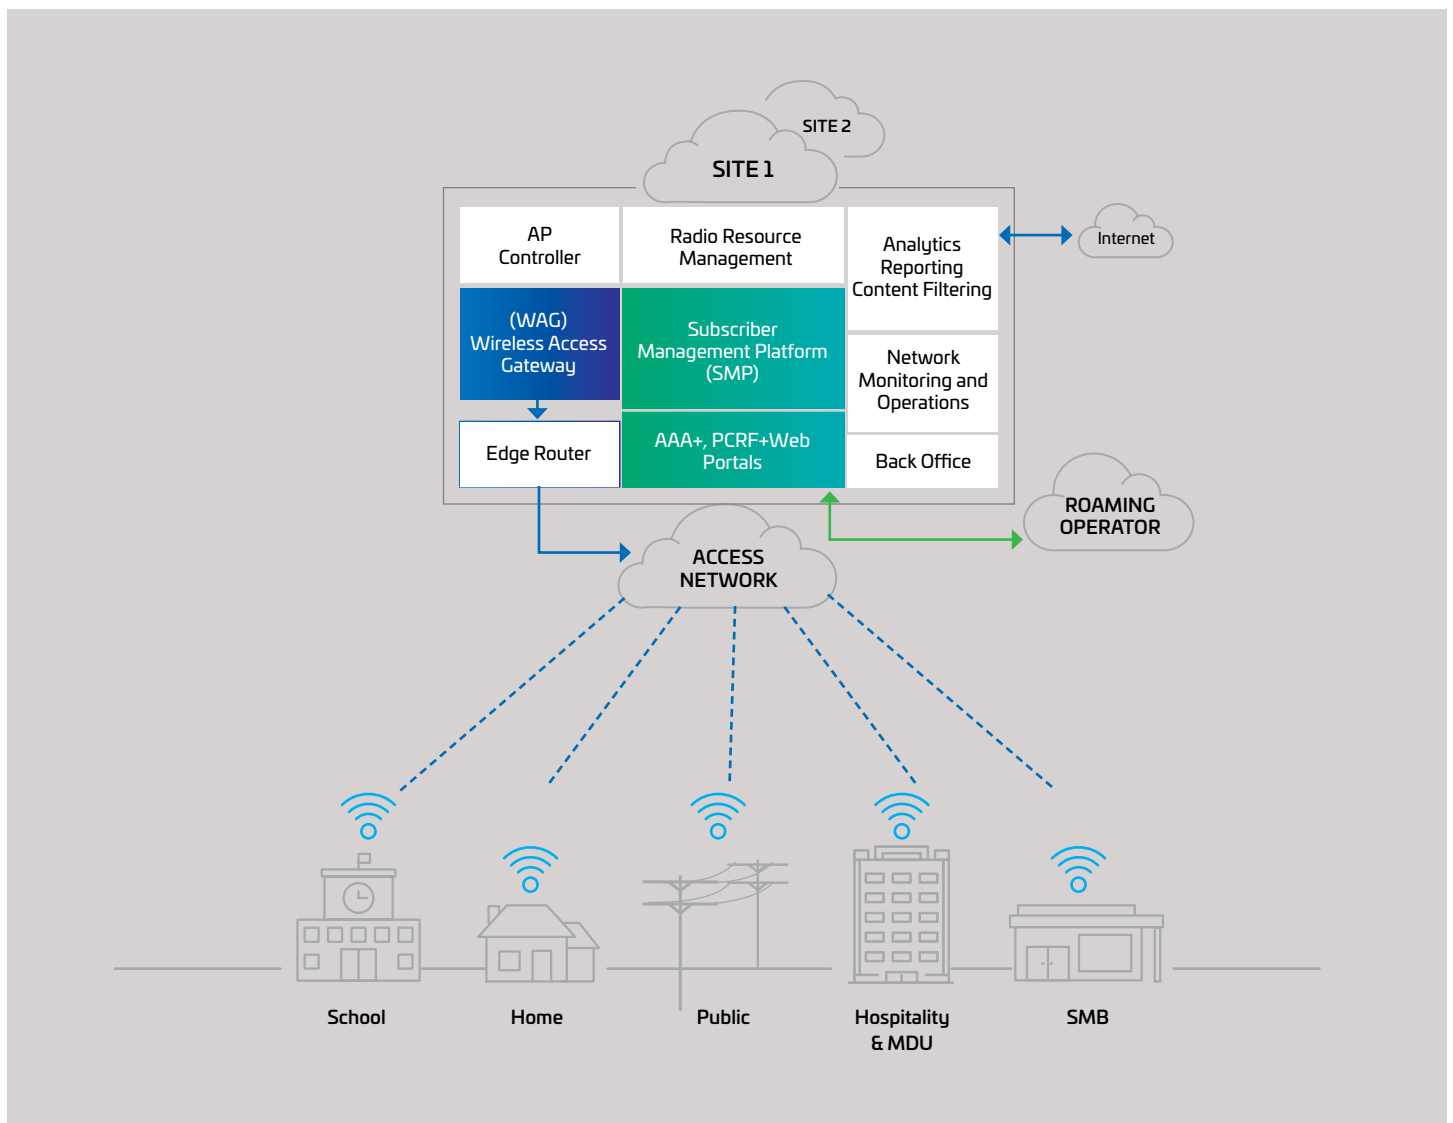 SITE 2
SITE 1
AP
Controller
Radio Resource
Management
Analytics
Reporting
Content Filtering
Internet
(WAG)
Wireless Access
Gateway
Subscriber
Management Platform
(SMP)
Network
Monitoring and
Operations
Edge Router
AAA+, PCRF+Web
Portals
Back Office
ROAMING
OPERATOR
ACCESS
NETWORK
School
Home
Public
Hospitality
& MDU
SMB